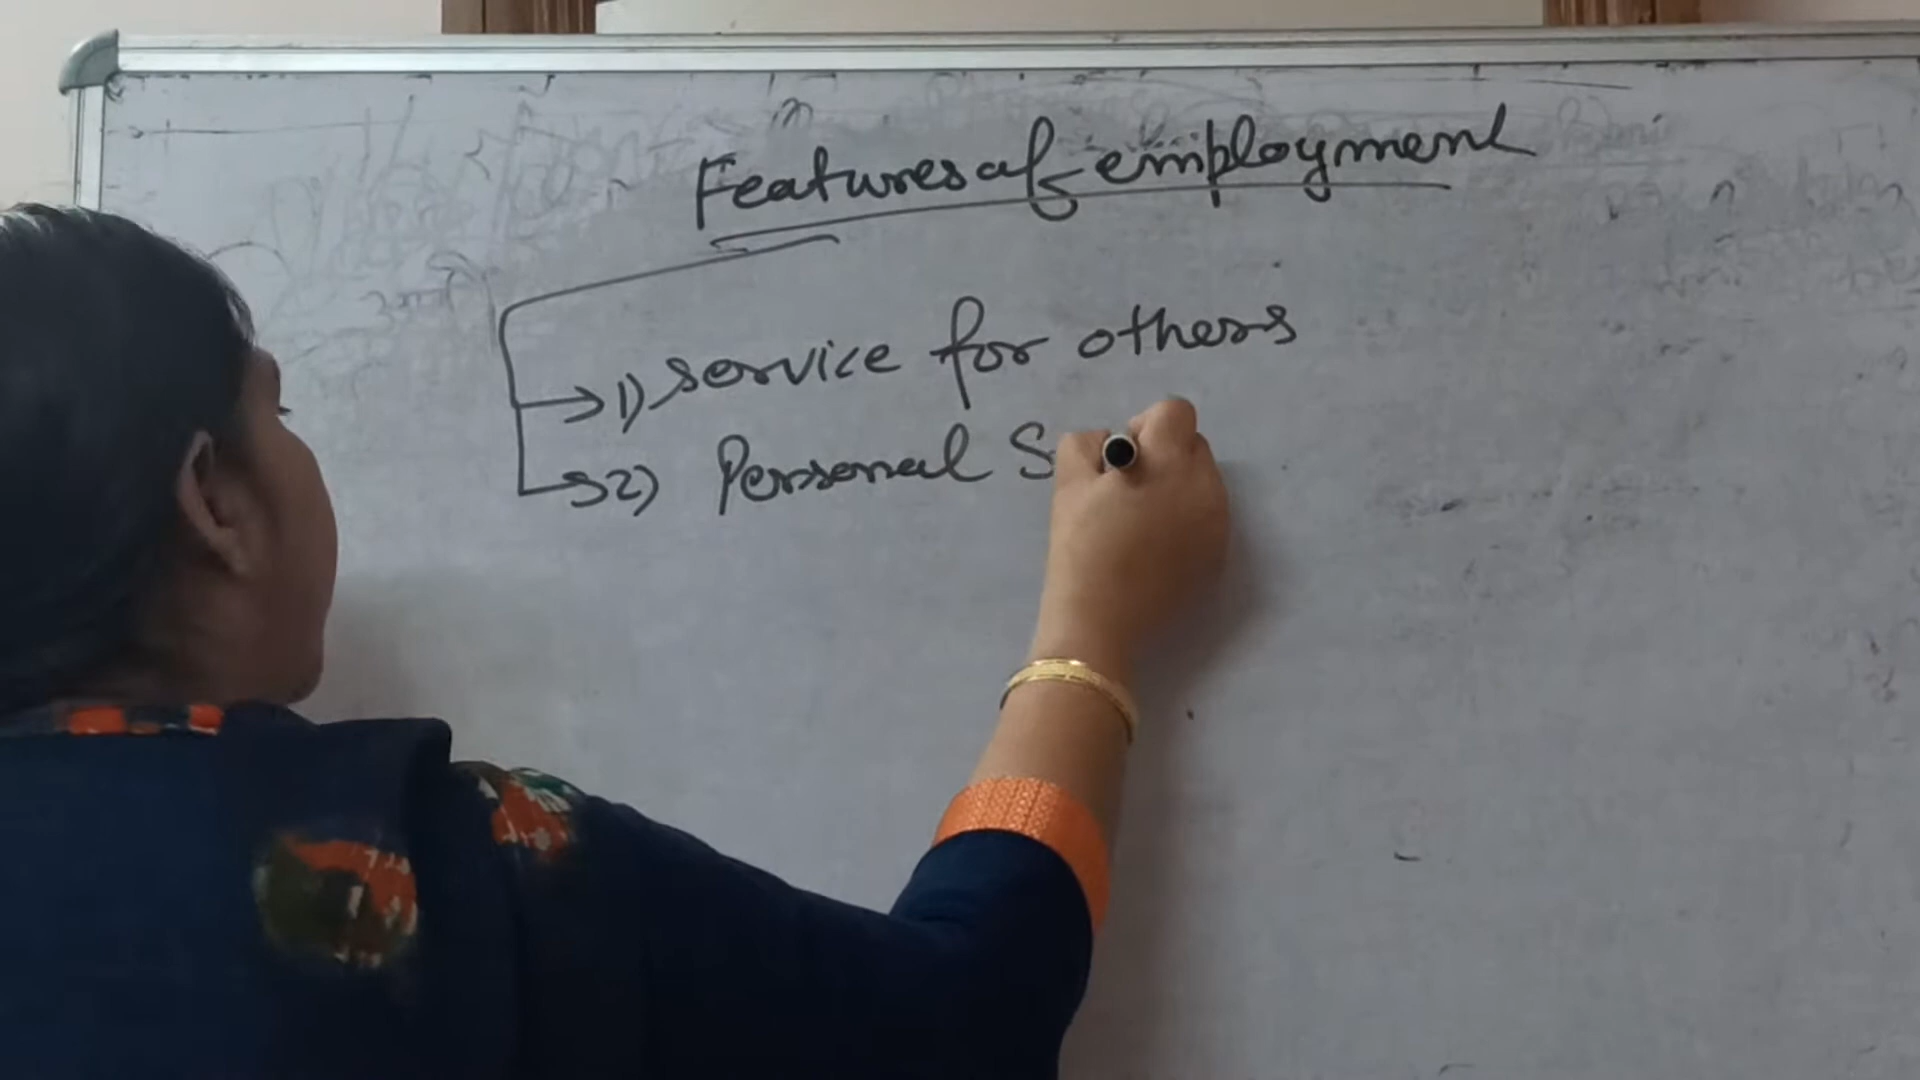 Features of employment
1) service for others
2) Personal S